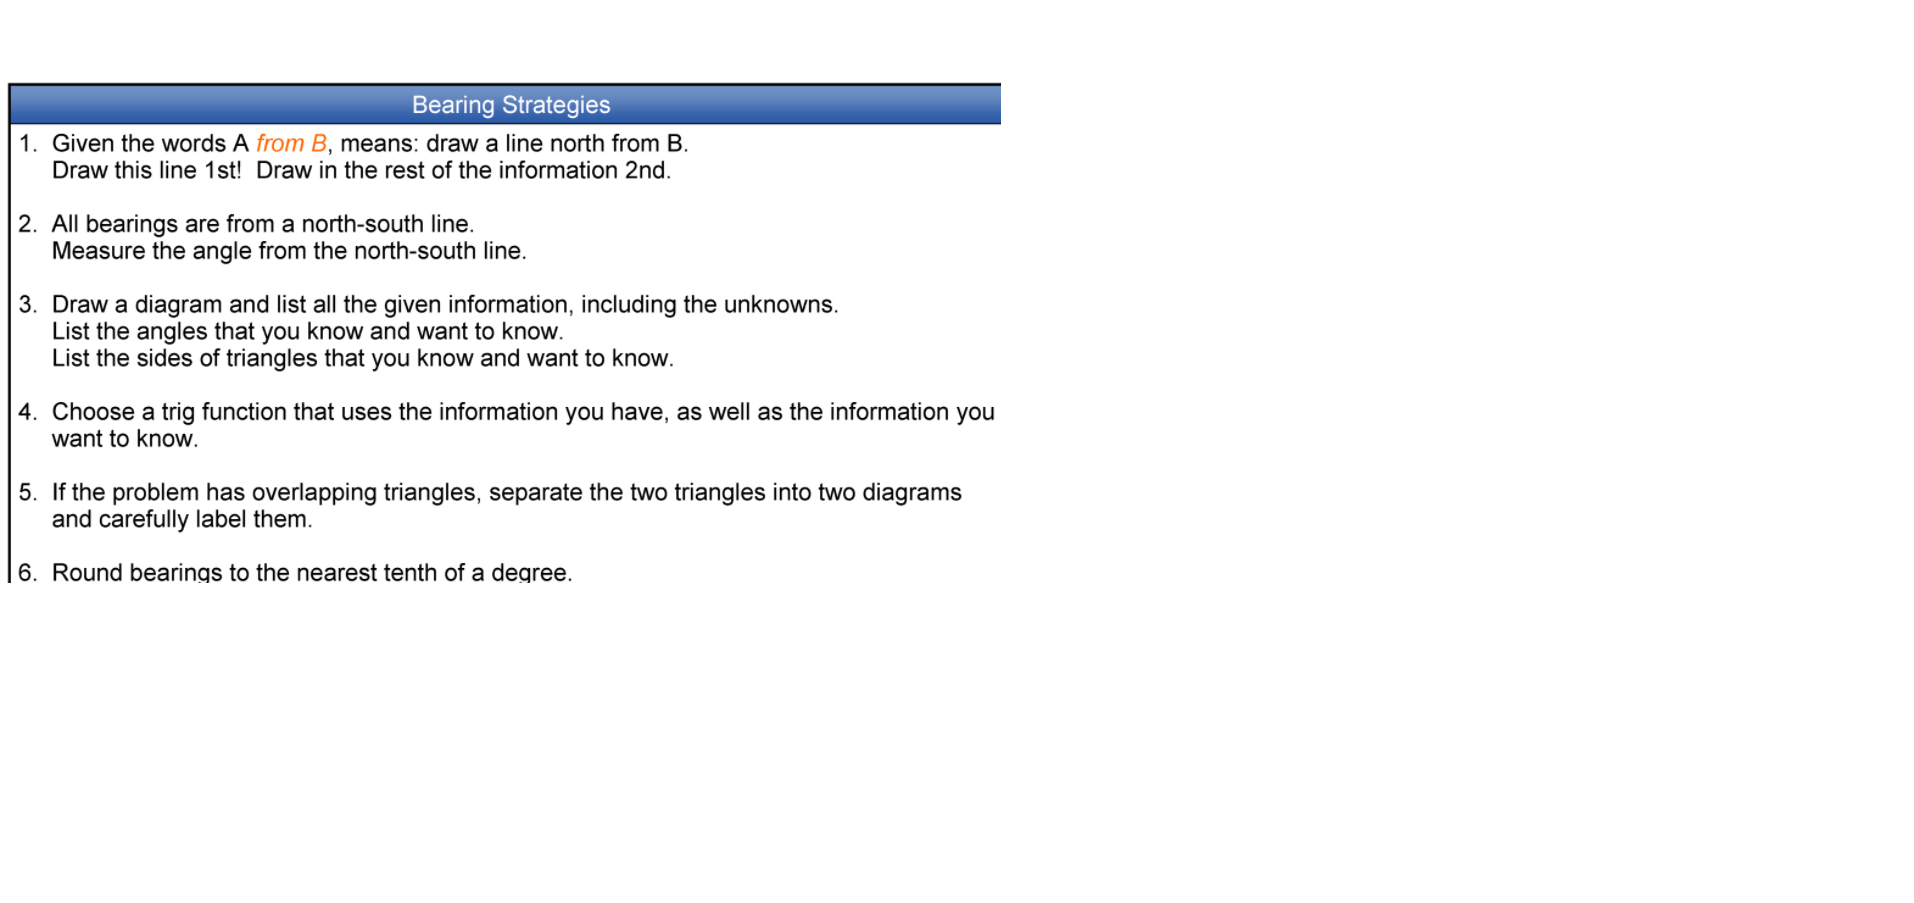 Bearing Strategies
1. Given the words A from B, means: draw a line north from B.
Draw this line 1st! Draw in the rest of the information 2nd.
2. All bearings are from a north-south line.
Measure the angle from the north-south line.
3. Draw a diagram and list all the given information, including the unknowns.
List the angles that you know and want to know.
List the sides of triangles that you know and want to know.
4. Choose a trig function that uses the information you have, as well as the information you
want to know.
5. If the problem has overlapping triangles, separate the two triangles into two diagrams
and carefully label them.
6. Round bearings to the nearest tenth of a degree.